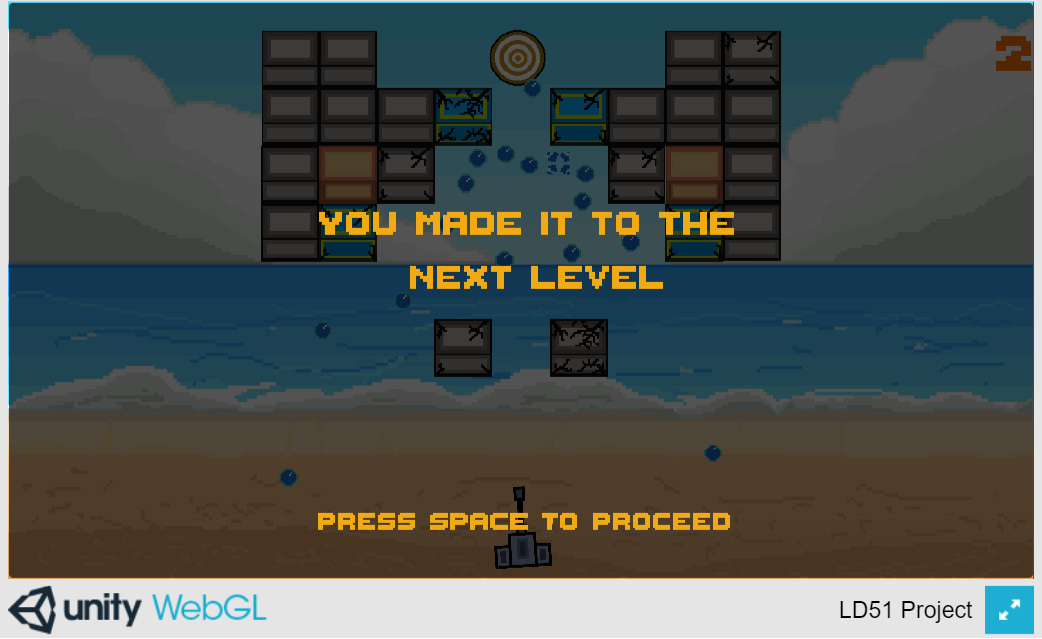 2
YOU MADE IT TO THE
NEXT LEVEL
PRESS SPACE TO PROCEED
unity WebGL
LD51 Project